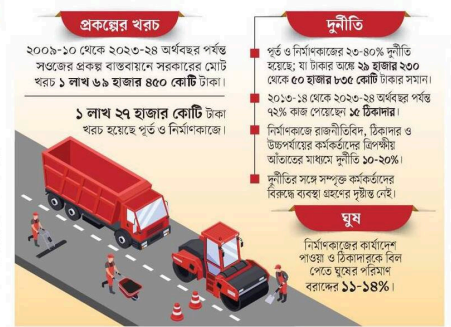 প্রকল্পের খরচ
২০০৯-১০ থেকে ২০২৩-২৪ অর্থবছর পর্যন্ত
সওজের প্রকল্প বাস্তবায়নে সরকারের মোট
খরচ ১ লাখ ৬৯ হাজার ৪৫০ কোটি টাকা।
১ লাখ ২৭ হাজার কোটি টাকা
খরচ হয়েছে পূর্ত ও নির্মাণকাজে।
দুর্নীতি
পূর্ত ও নির্মাণকাজের ২৩-৪০% দুর্নীতি
হয়েছে; যা টাকার অঙ্কে ২৯ হাজার ২৩০
থেকে ৫০ হাজার ৮৩৫ কোটি টাকার সমান।
২০১৩-১৪ থেকে ২০২৩-২৪ অর্থবছর পর্যন্ত
৭২% কাজ পেয়েছেন ১৫ ঠিকাদার।
নির্মাণকাজে রাজনীতিবিদ, ঠিকাদার ও
উচ্চপর্যায়ের কর্মকর্তাদের ত্রিপক্ষীয়
আঁতাতের মাধ্যমে দুর্নীতি ১০-২০%।
দুর্নীতির সঙ্গে সম্পৃক্ত কর্মকর্তাদের
বিরুদ্ধে ব্যবস্থা গ্রহণের দৃষ্টান্ত নেই।
ঘুষ
নির্মাণকাজের কার্যাদেশ
পাওয়া ও ঠিকাদারকে বিল
পেতে ঘুষের পরিমাণ
বরাদ্দের ১১-১৪%।